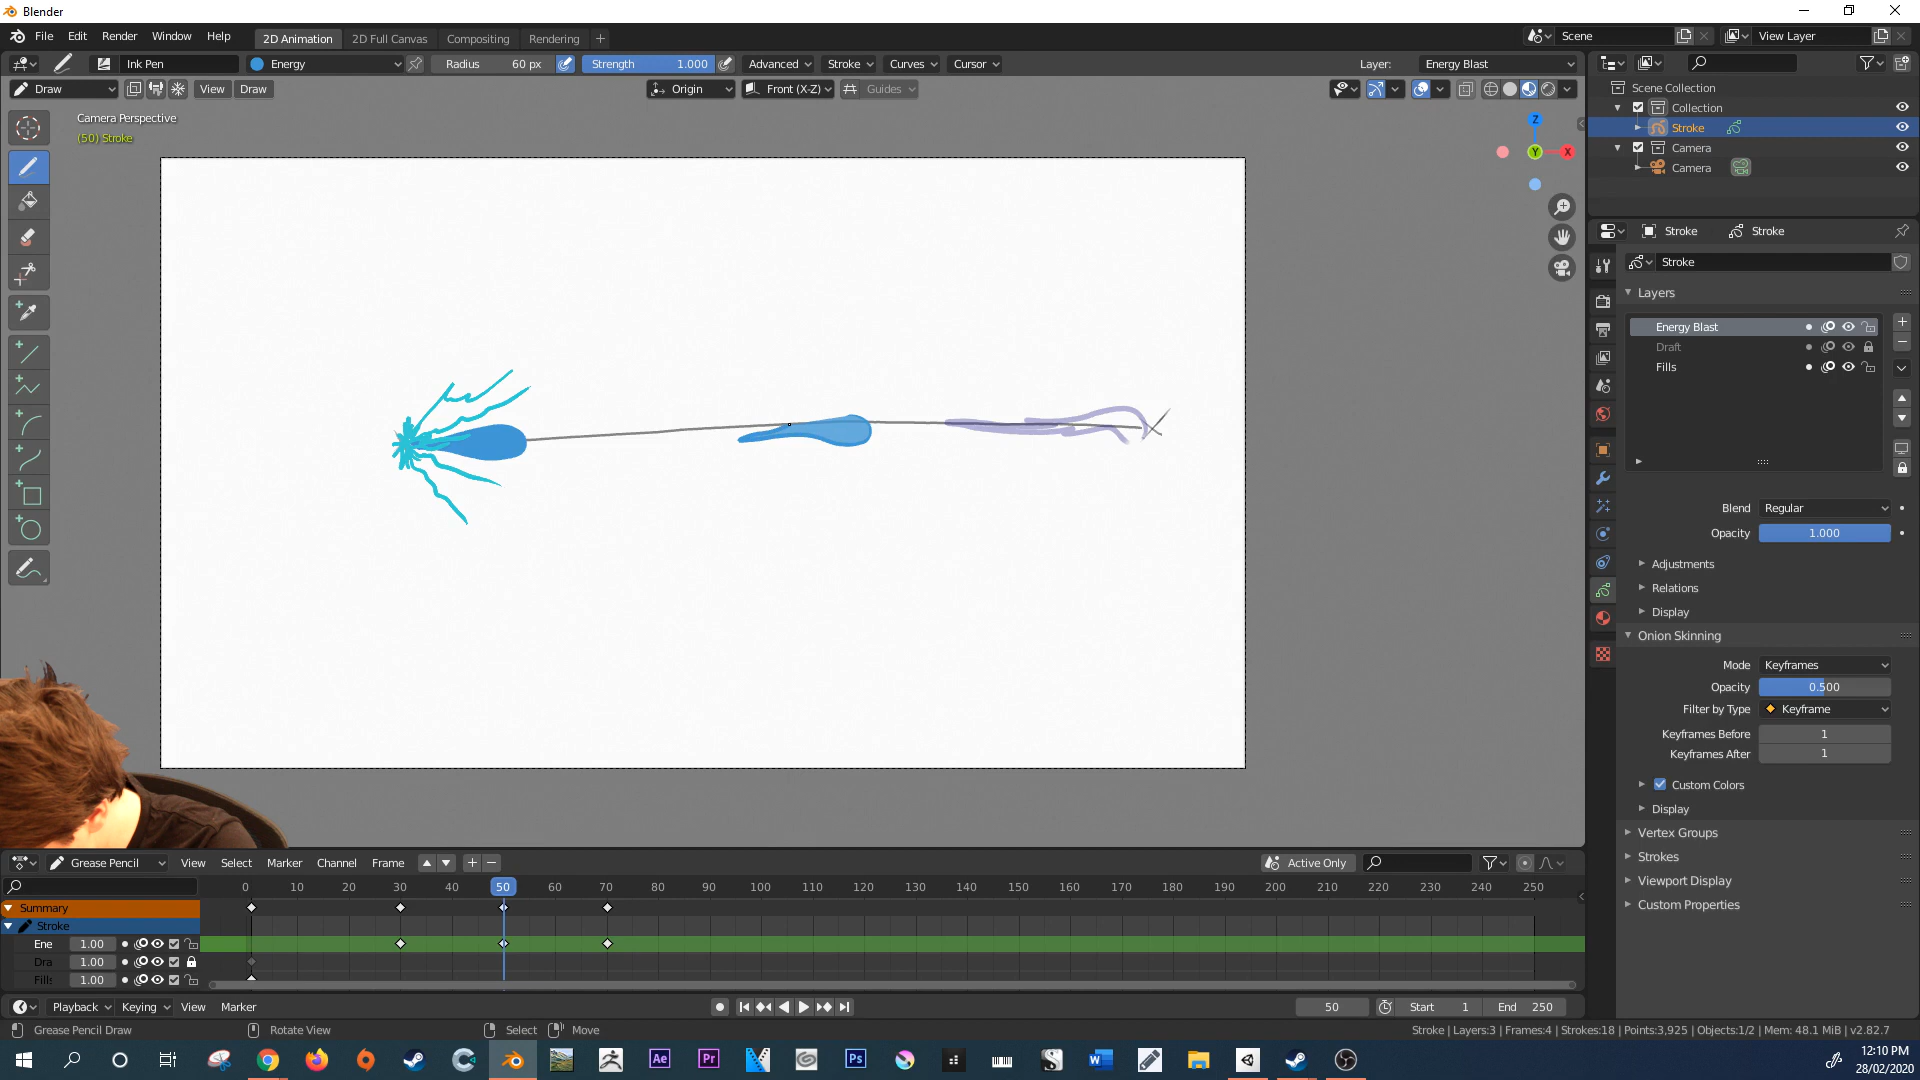 Blender
File Edit Render Window Help 2D Animation 2D Full Canvas Compositing Rendering + Scene View Layer
Ink Pen Energy Radius 60 px Strength 1.000 Advanced Stroke Curves Cursor Layer: Energy Blast
Draw View Draw Origin Front (X-Z) Guides
Camera Perspective
(50) Stroke
Z
Y
X
Scene Collection
Collection
Stroke
Camera
Camera
Stroke Stroke
Stroke
Layers
Energy Blast
Draft
Fills
Blend Regular
Opacity 1.000
Adjustments
Relations
Display
Onion Skinning
Mode Keyframes
Opacity 0.500
Filter by Type Keyframe
Keyframes Before 1
Keyframes After 1
Custom Colors
Display
Vertex Groups
Strokes
Viewport Display
Custom Properties
Grease Pencil View Select Marker Channel Frame Active Only
0 10 20 30 40 50 60 70 80 90 100 110 120 130 140 150 160 170 180 190 200 210 220 230 240 250
Summary
Stroke
Ene 1.00
Dra 1.00
Fills 1.00
Playback Keying View Marker 50 Start 1 End 250
Grease Pencil Draw Rotate View Select Move Stroke | Layers:3 | Frames:4 | Strokes:18 | Points:3,925 | Objects:1/2 | Mem: 48.1 MiB | v2.82.7
Ae Pr Ps
12:10 PM
28/02/2020